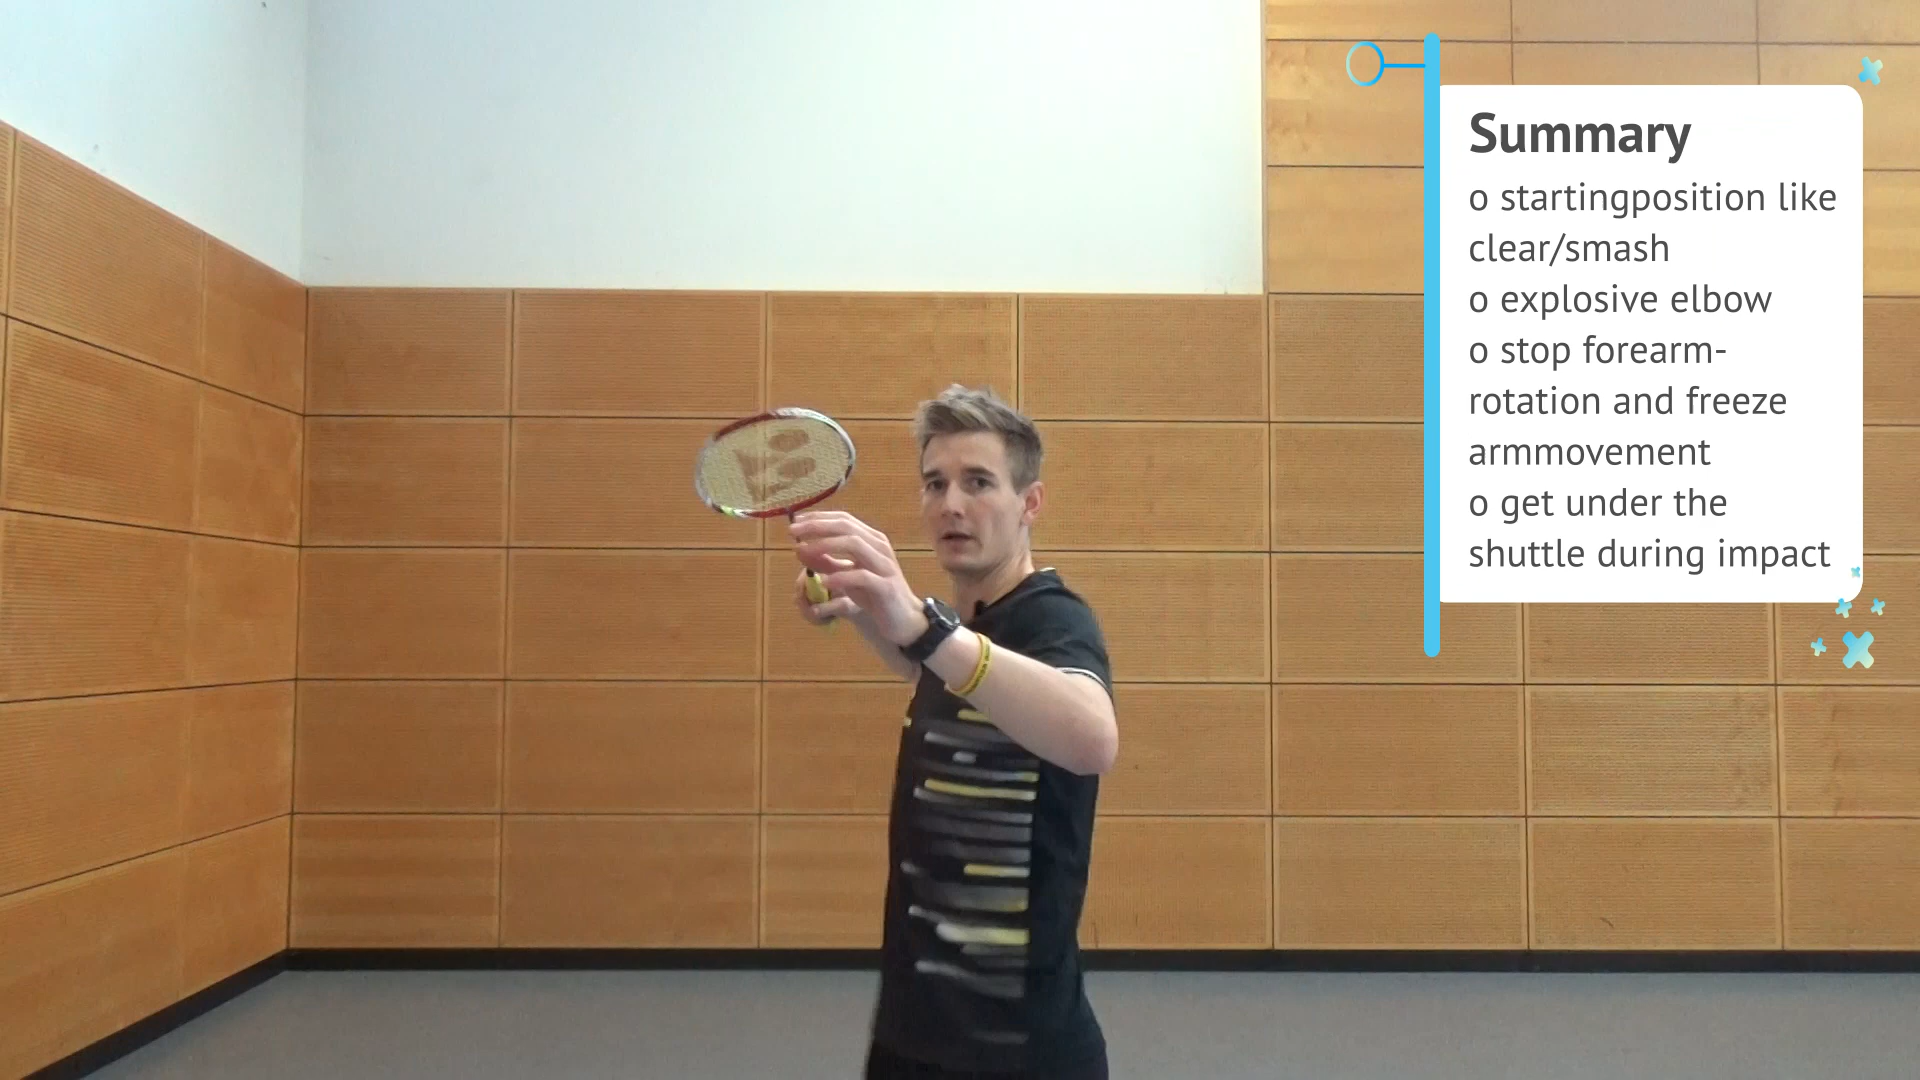 Summary
o startingposition like
clear/smash
o explosive elbow
o stop forearm-
rotation and freeze
armmovement
o get under the
shuttle during impact